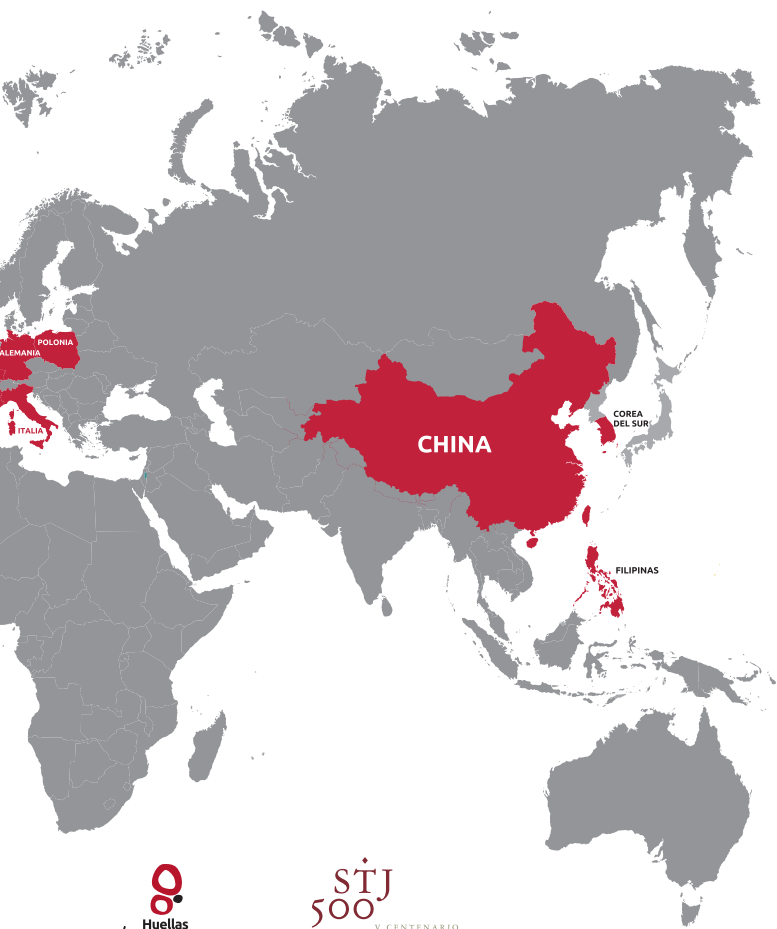 POLONIA
ALEMANIA
ITALIA
CHINA
COREA
DEL SUR
FILIPINAS
Huellas
STJ
500
V CENTENARIO